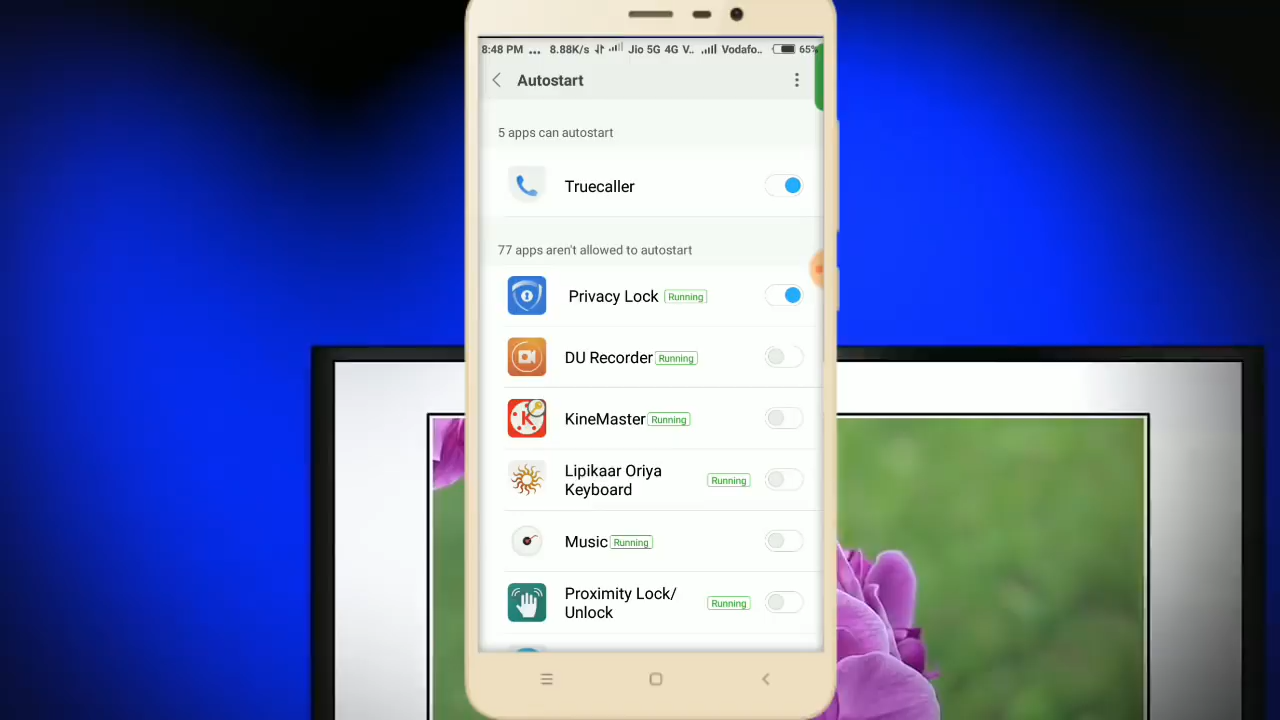 8:48 PM ... 8.88K/s Jio 5G 4G V.. Vodafo.. 65%
Autostart
5 apps can autostart
Truecaller
77 apps aren't allowed to autostart
Privacy Lock Running
DU Recorder Running
KineMaster Running
Lipikaar Oriya
Keyboard
Running
Music Running
Proximity Lock/
Unlock
Running